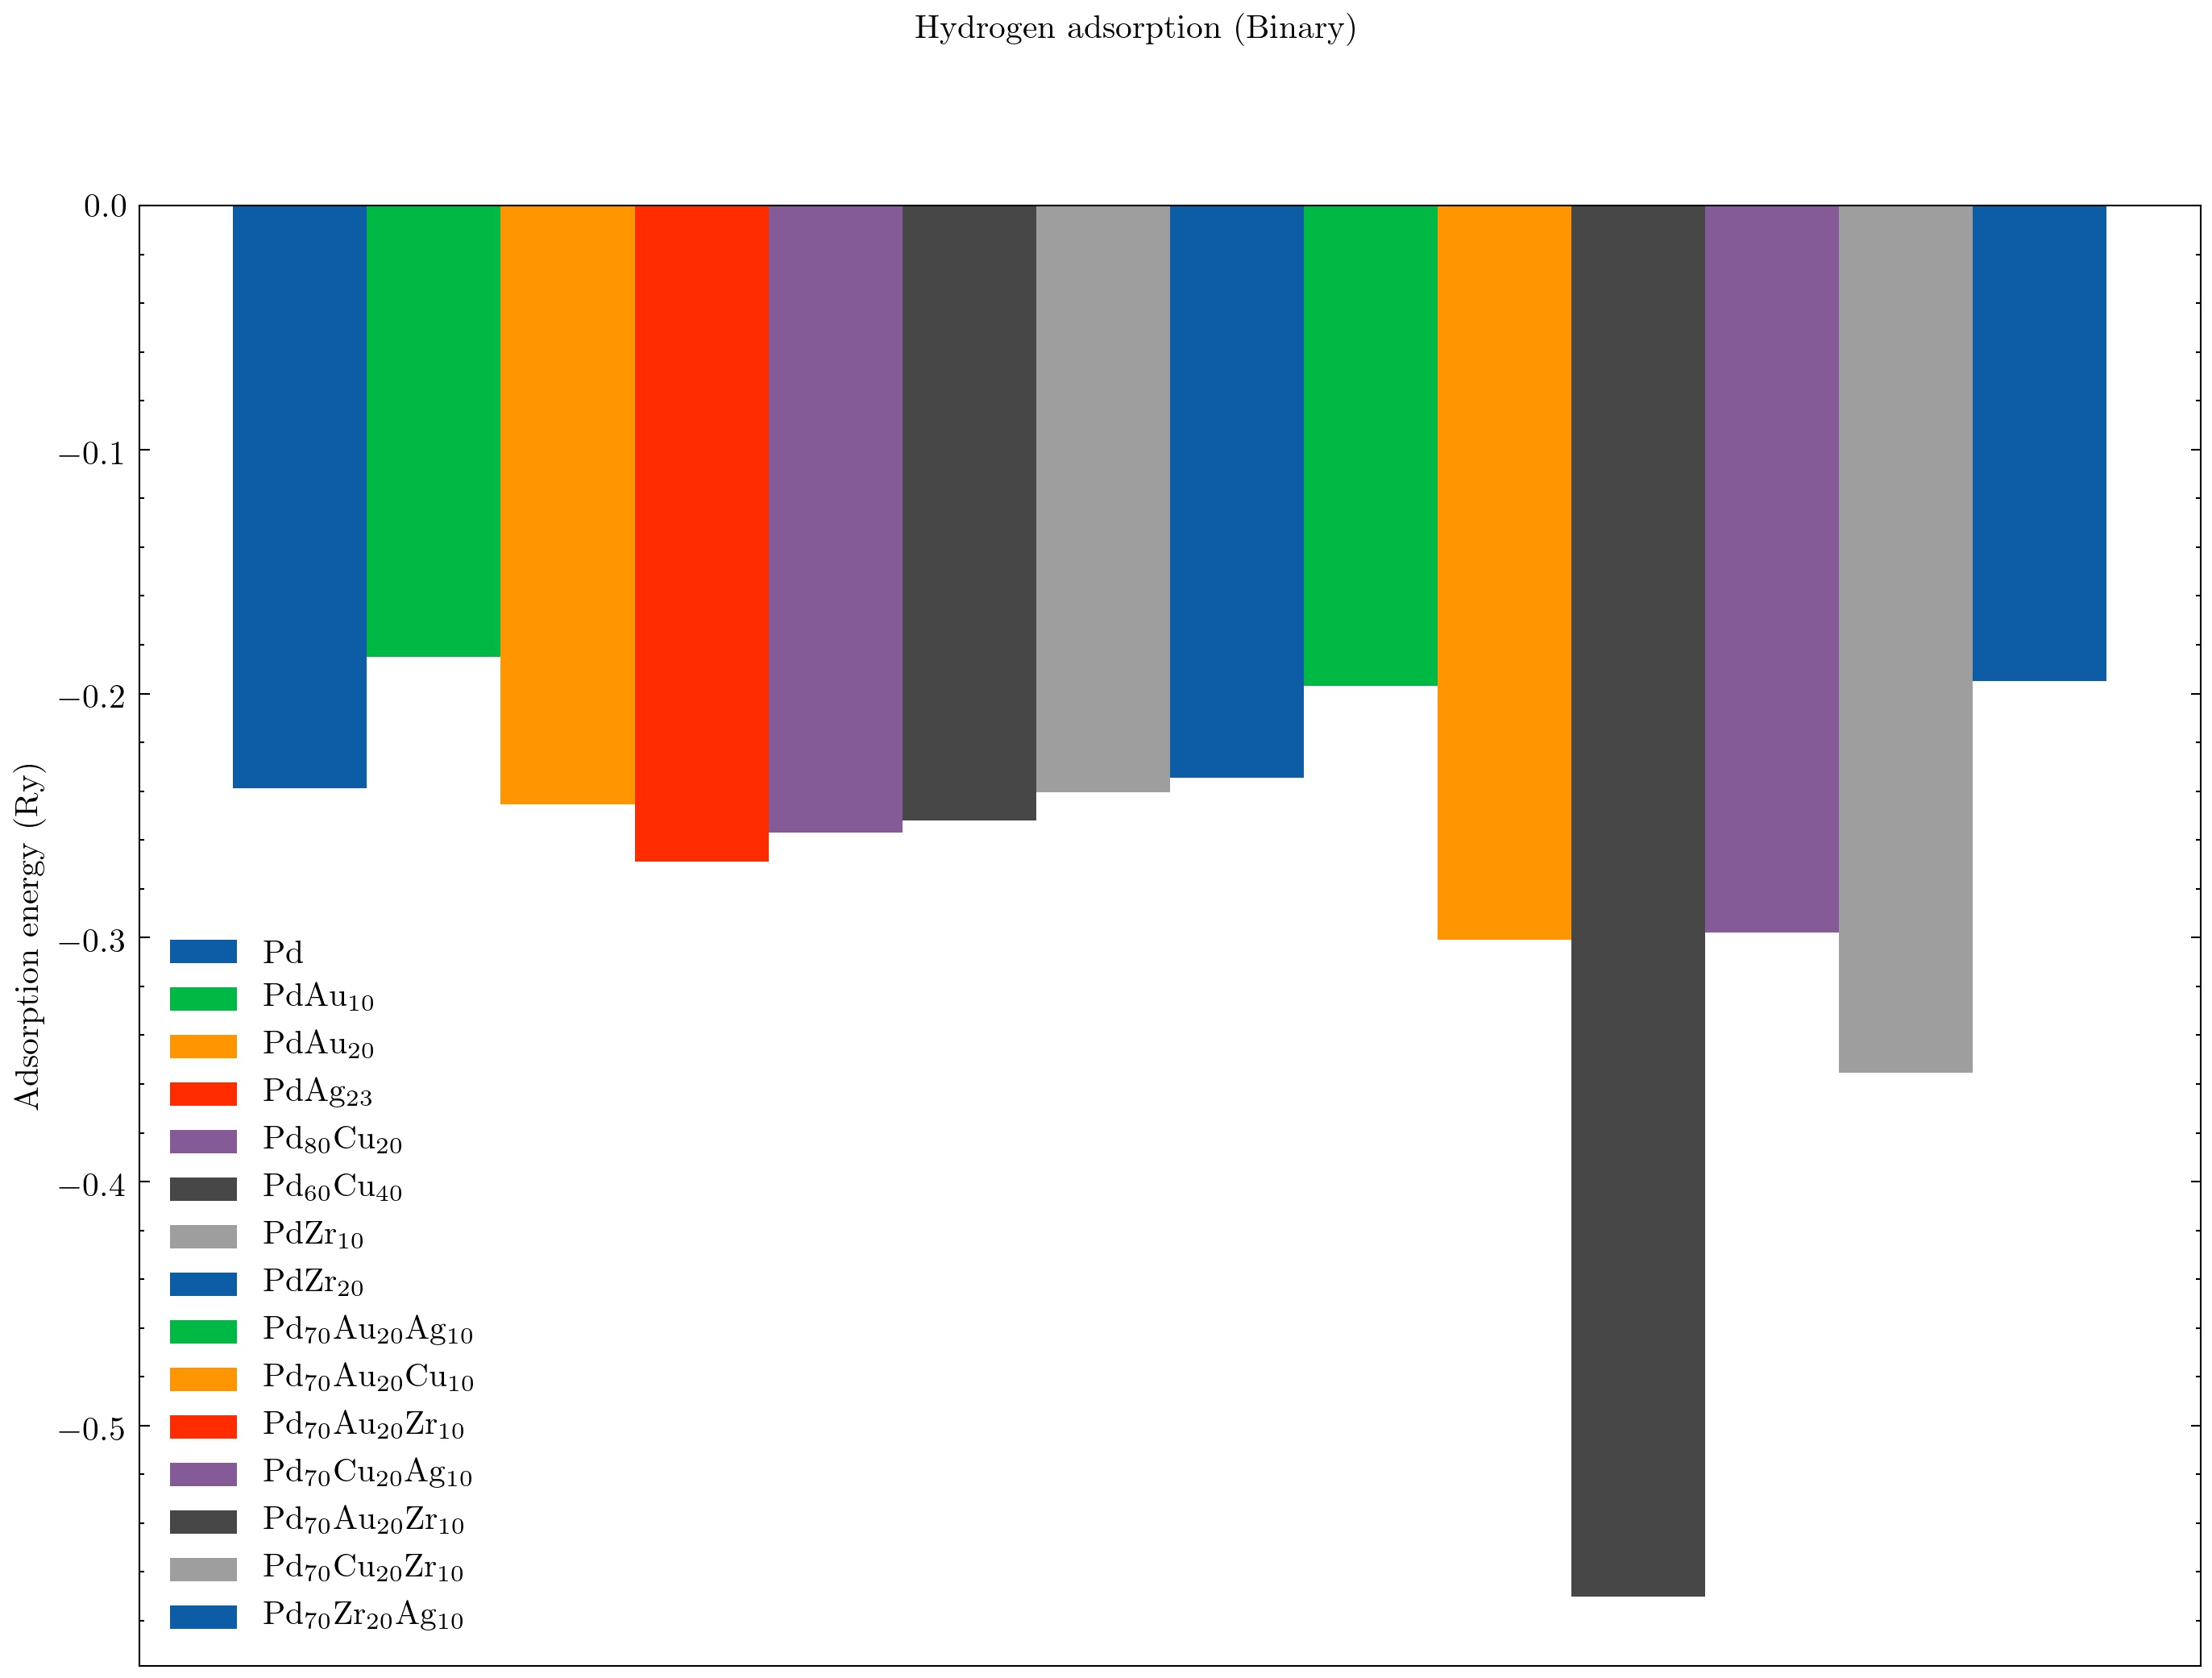 Hydrogen adsorption (Binary)
0.0
−0.1
−0.2
−0.3
−0.4
−0.5
Adsorption energy (Ry)
Pd
PdAu₁₀
PdAu₂₀
PdAg₂₃
Pd₈₀Cu₂₀
Pd₆₀Cu₄₀
PdZr₁₀
PdZr₂₀
Pd₇₀Au₂₀Ag₁₀
Pd₇₀Au₂₀Cu₁₀
Pd₇₀Au₂₀Zr₁₀
Pd₇₀Cu₂₀Ag₁₀
Pd₇₀Au₂₀Zr₁₀
Pd₇₀Cu₂₀Zr₁₀
Pd₇₀Zr₂₀Ag₁₀